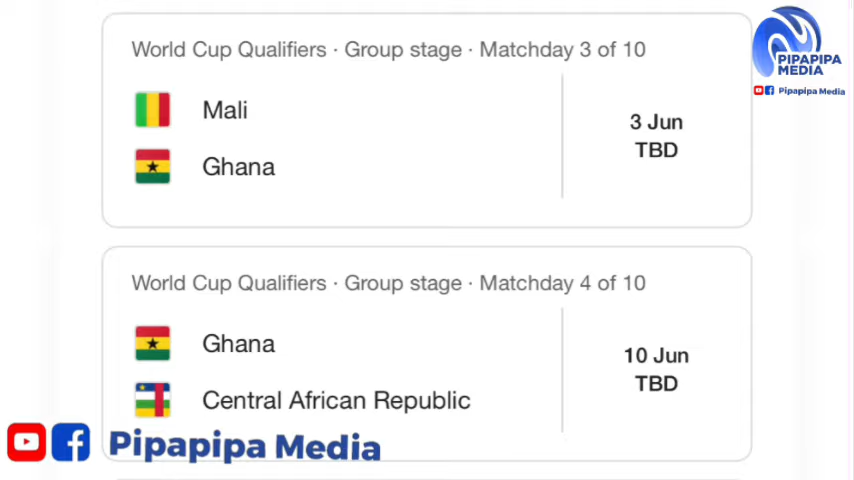 World Cup Qualifiers · Group stage · Matchday 3 of 10
Mali
Ghana
3 Jun
TBD
World Cup Qualifiers · Group stage · Matchday 4 of 10
Ghana
Central African Republic
10 Jun
TBD
PIPAPIPA
MEDIA
Pipapipa Media
Pipapipa Media